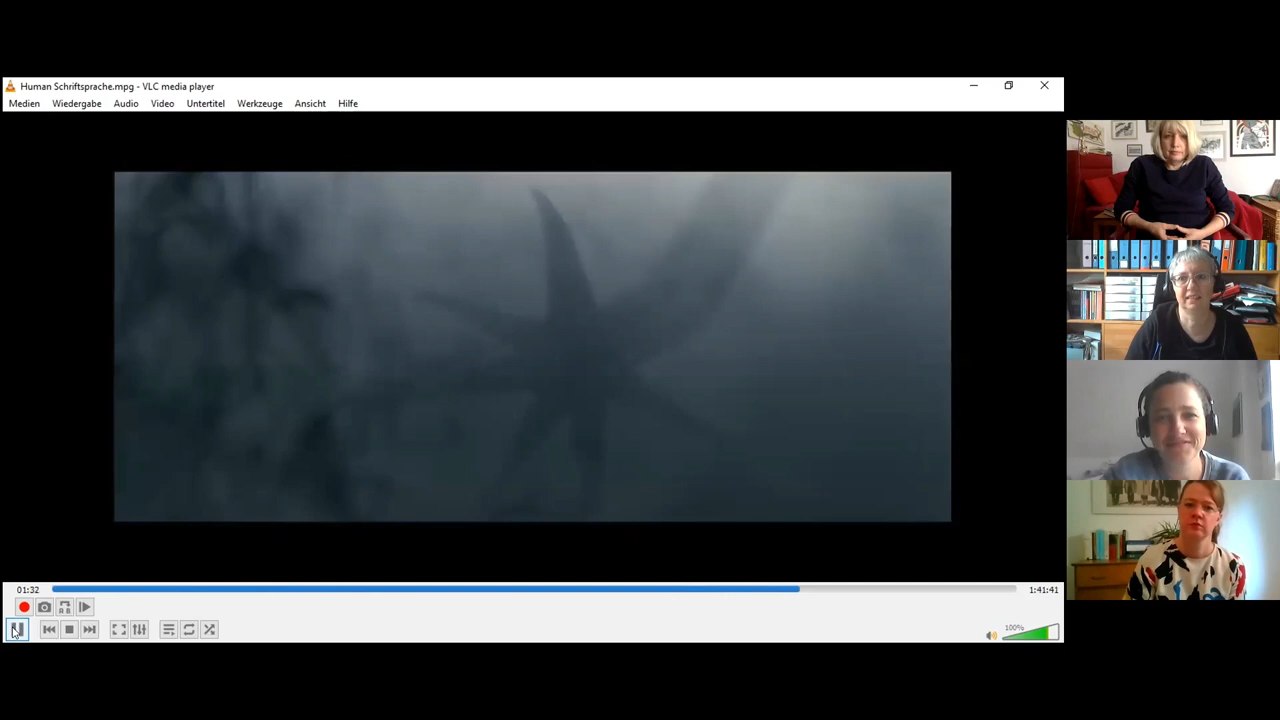 Human Schriftsprache.mpg - VLC media player
Medien Wiedergabe Audio Video Untertitel Werkzeuge Ansicht Hilfe
01:32
1:41:41
100%